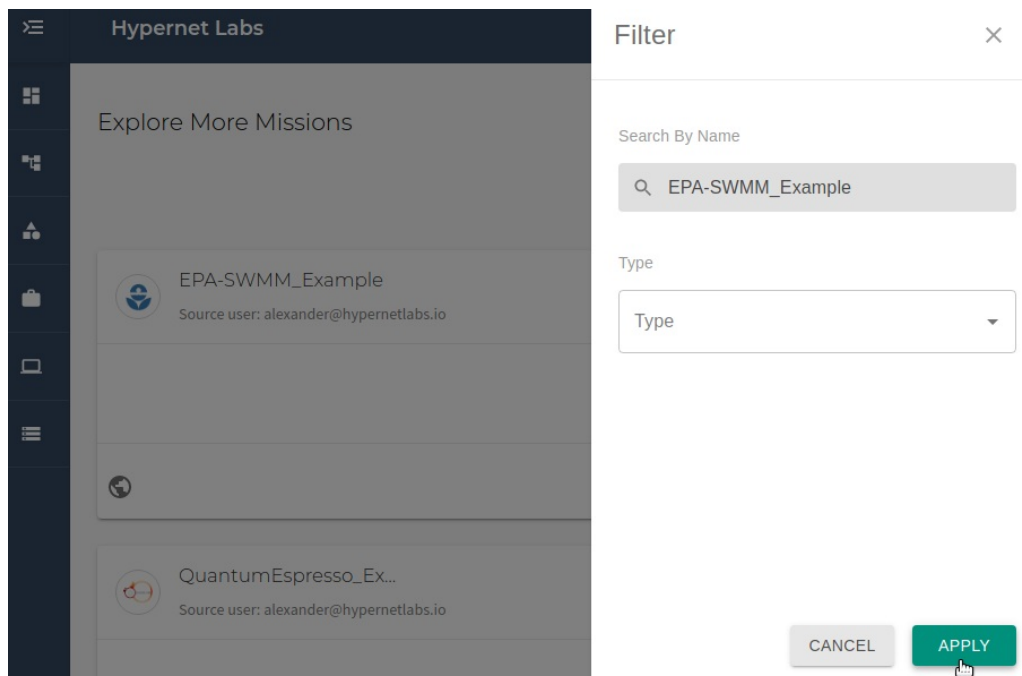 Hypernet Labs
Explore More Missions
EPA-SWMM_Example
Source user: alexander@hypernetlabs.io
QuantumEspresso_Ex...
Source user: alexander@hypernetlabs.io
Filter
Search By Name
EPA-SWMM_Example
Type
Type
CANCEL
APPLY